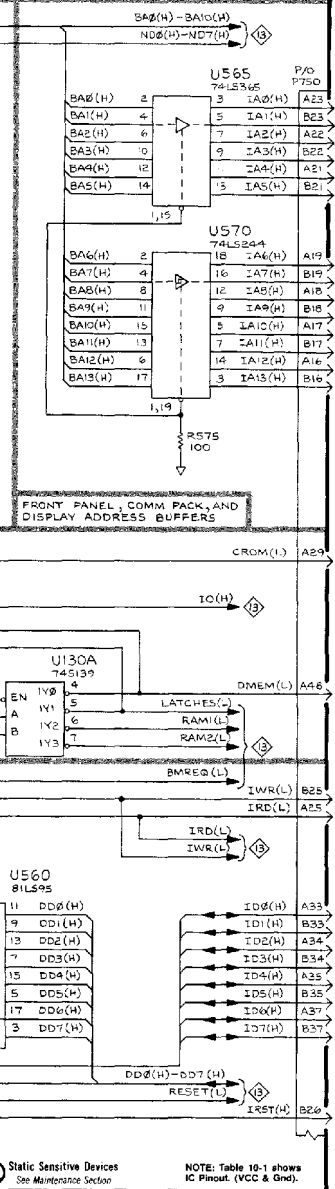 BAØ(H)-BA10(H)
NDØ(H)-ND7(H) 13
U565
74LS365
P/O
P750
BAØ(H) 2 3 IAØ(H) A23
BA1(H) 4 5 IA1(H) B23
BA2(H) 6 7 IA2(H) A22
BA3(H) 10 9 IA3(H) B22
BA4(H) 12 IA4(H) A21
BA5(H) 14 13 IA5(H) B21
1,15
U570
74LS244
BA6(H) 2 18 IA6(H) A19
BA7(H) 4 16 IA7(H) B19
BA8(H) 8 12 IA8(H) A18
BA9(H) 11 9 IA9(H) B18
BA10(H) 15 5 IA10(H) A17
BA11(H) 13 7 IA11(H) B17
BA12(H) 6 14 IA12(H) A16
BA13(H) 17 3 IA13(H) B16
1,19
R575
100
FRONT PANEL, COMM PACK, AND
DISPLAY ADDRESS BUFFERS
CROM(L) A29
IO(H) 13
U130A
74S139
EN 1YØ 4 DMEM(L) A46
A 1Y1 5 LATCHES(L)
B 1Y2 6 RAM1(L)
1Y3 7 RAM2(L)
13
BMREQ(L)
IWR(L) B25
IRD(L) A25
IRD(L)
IWR(L) 13
U560
81LS95
11 DDØ(H) IDØ(H) A33
9 DD1(H) ID1(H) B33
13 DD2(H) ID2(H) A34
7 DD3(H) ID3(H) B34
15 DD4(H) ID4(H) A35
5 DD5(H) ID5(H) B35
17 DD6(H) ID6(H) A37
3 DD7(H) ID7(H) B37
DDØ(H)-DD7(H)
RESET(L) 13
IRST(H) B26
Static Sensitive Devices
See Maintenance Section
NOTE: Table 10-1 shows
IC Pinout. (VCC & Gnd).